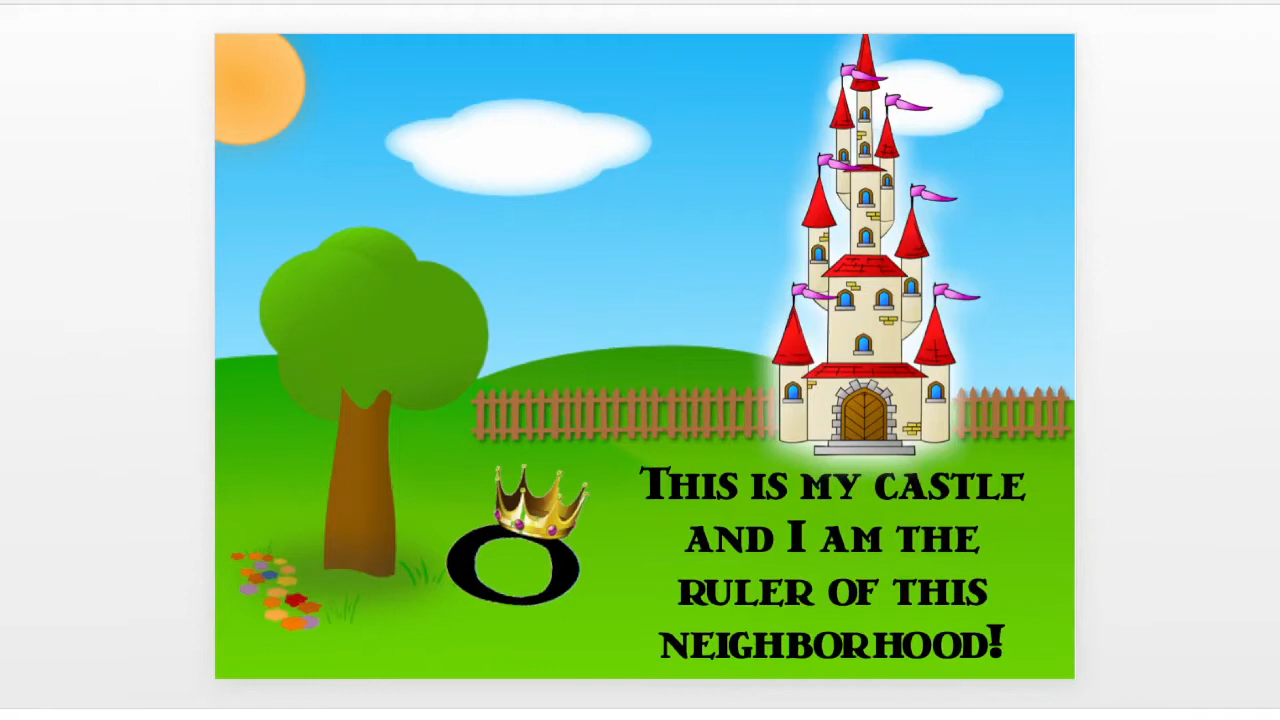 o
This is my castle
and I am the
ruler of this
neighborhood!